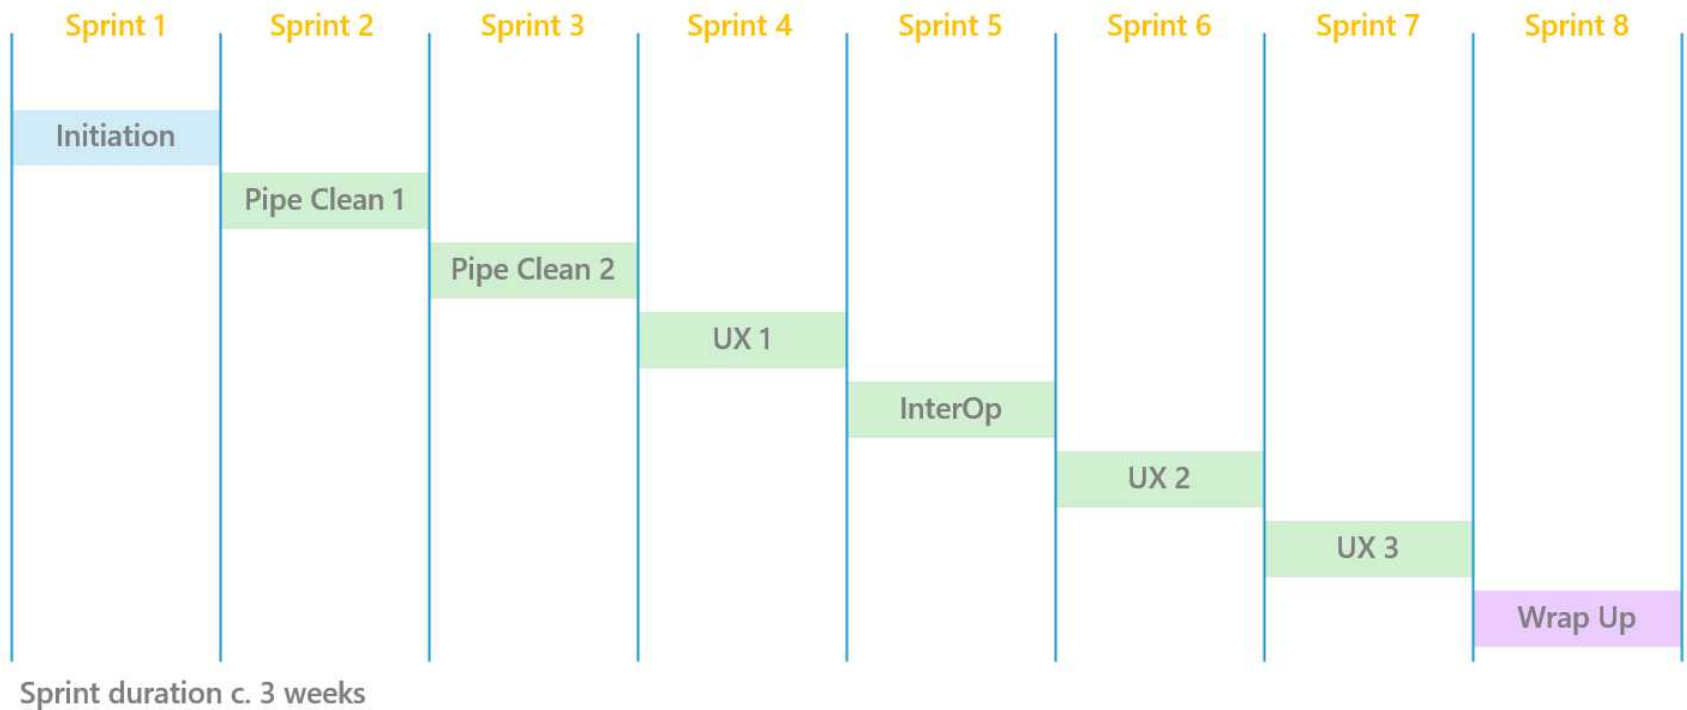 Sprint 1
Sprint 2
Sprint 3
Sprint 4
Sprint 5
Sprint 6
Sprint 7
Sprint 8
Initiation
Pipe Clean 1
Pipe Clean 2
UX 1
InterOp
UX 2
UX 3
Wrap Up
Sprint duration c. 3 weeks